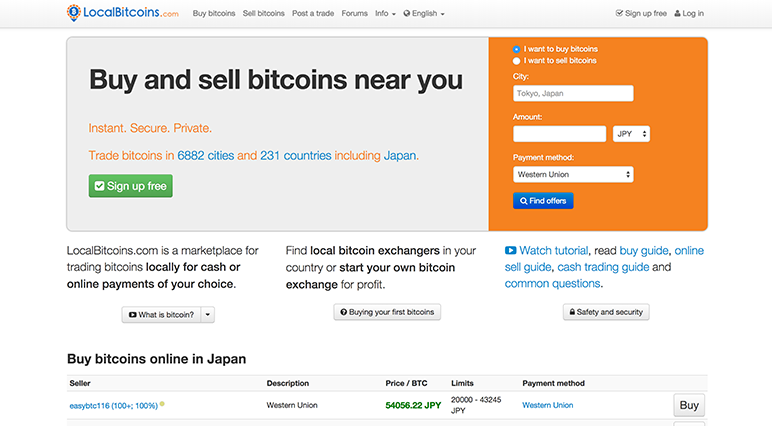 LocalBitcoins.com Buy bitcoins Sell bitcoins Post a trade Forums Info English Sign up free Log in
Buy and sell bitcoins near you
Instant. Secure. Private.
Trade bitcoins in 6882 cities and 231 countries including Japan.
Sign up free
I want to buy bitcoins
I want to sell bitcoins
City:
Tokyo, Japan
Amount:
JPY
Payment method:
Western Union
Find offers
LocalBitcoins.com is a marketplace for
trading bitcoins locally for cash or
online payments of your choice.
What is bitcoin?
Find local bitcoin exchangers in your
country or start your own bitcoin
exchange for profit.
Buying your first bitcoins
Watch tutorial, read buy guide, online
sell guide, cash trading guide and
common questions.
Safety and security
Buy bitcoins online in Japan
Seller Description Price / BTC Limits Payment method
easybtc116 (100+; 100%) Western Union 54056.22 JPY 20000 - 43245 JPY Western Union Buy